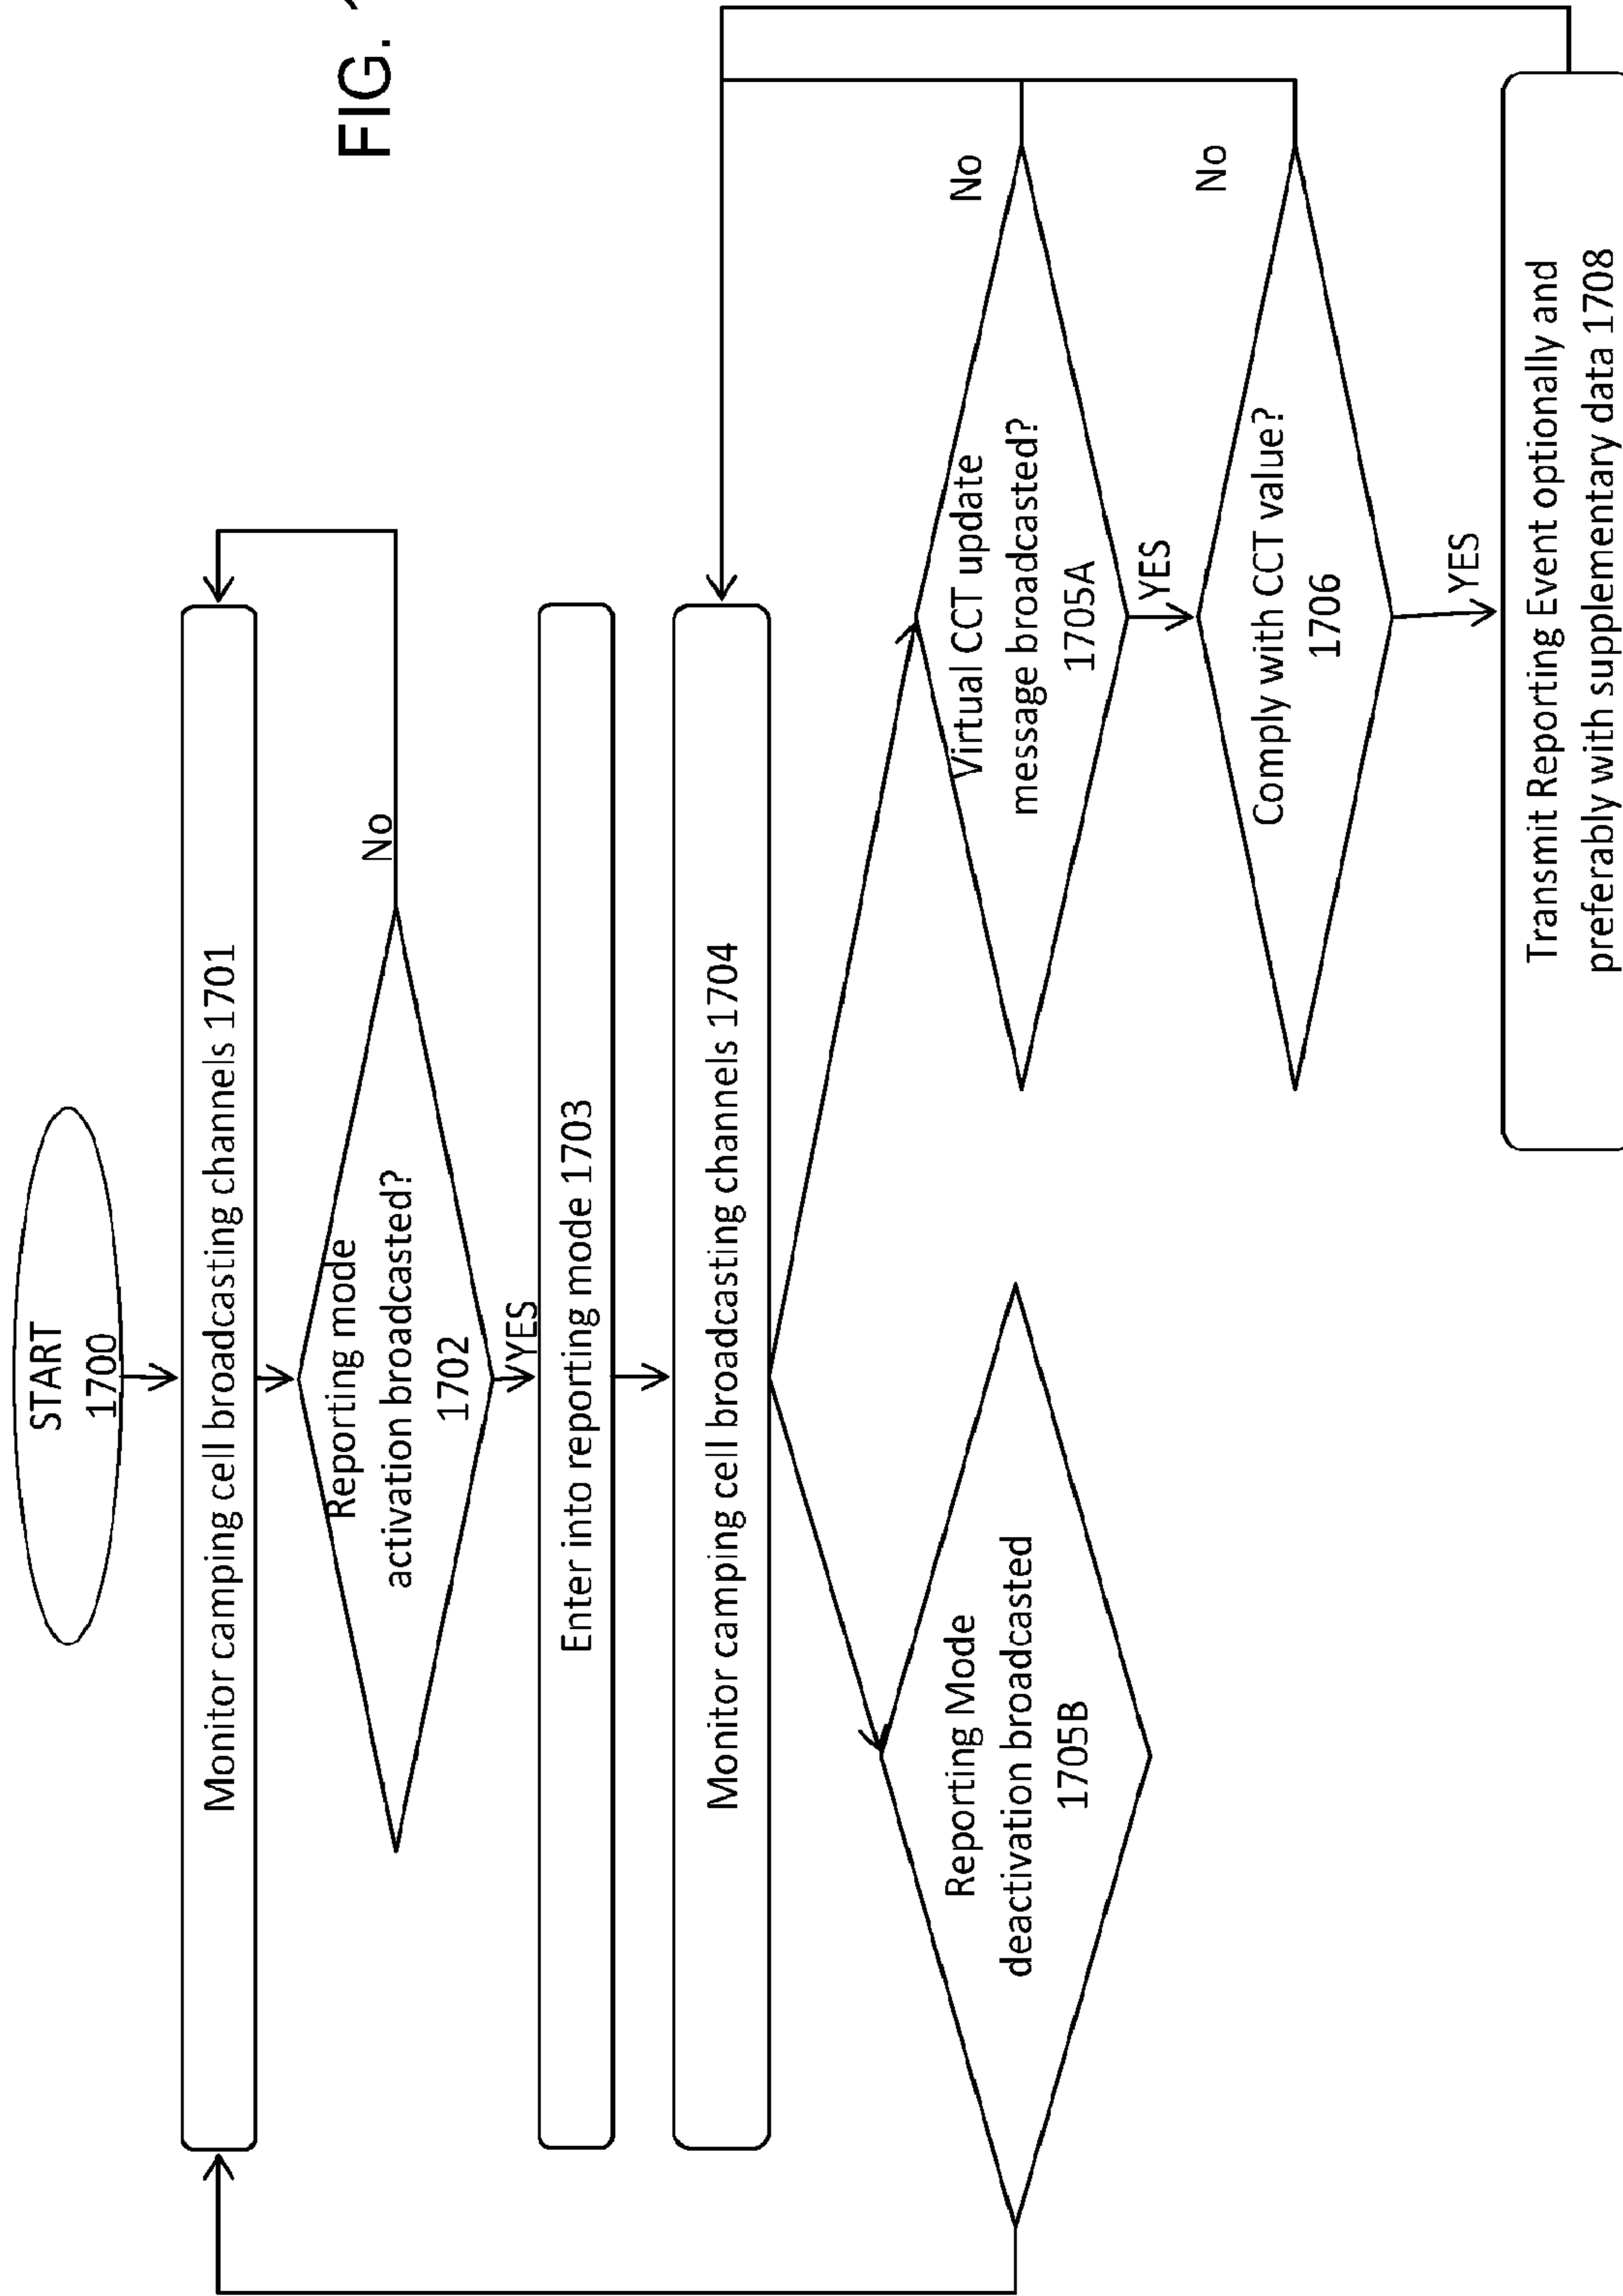 FIG.
START
1700
Monitor camping cell broadcasting channels 1701
Reporting mode
activation broadcasted?
1702
No
YES
Enter into reporting mode 1703
Monitor camping cell broadcasting channels 1704
Reporting Mode
deactivation broadcasted
1705B
Virtual CCT update
message broadcasted?
1705A
No
YES
Comply with CCT value?
1706
No
YES
Transmit Reporting Event optionally and
preferably with supplementary data 1708